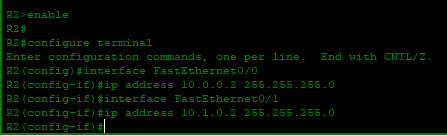 R2>enable
R2#
R2#configure terminal
Enter configuration commands, one per line.  End with CNTL/Z.
R2(config)#interface FastEthernet0/0
R2(config-if)#ip address 10.0.0.2 255.255.255.0
R2(config-if)#interface FastEthernet0/1
R2(config-if)#ip address 10.1.0.2 255.255.255.0
R2(config-if)#